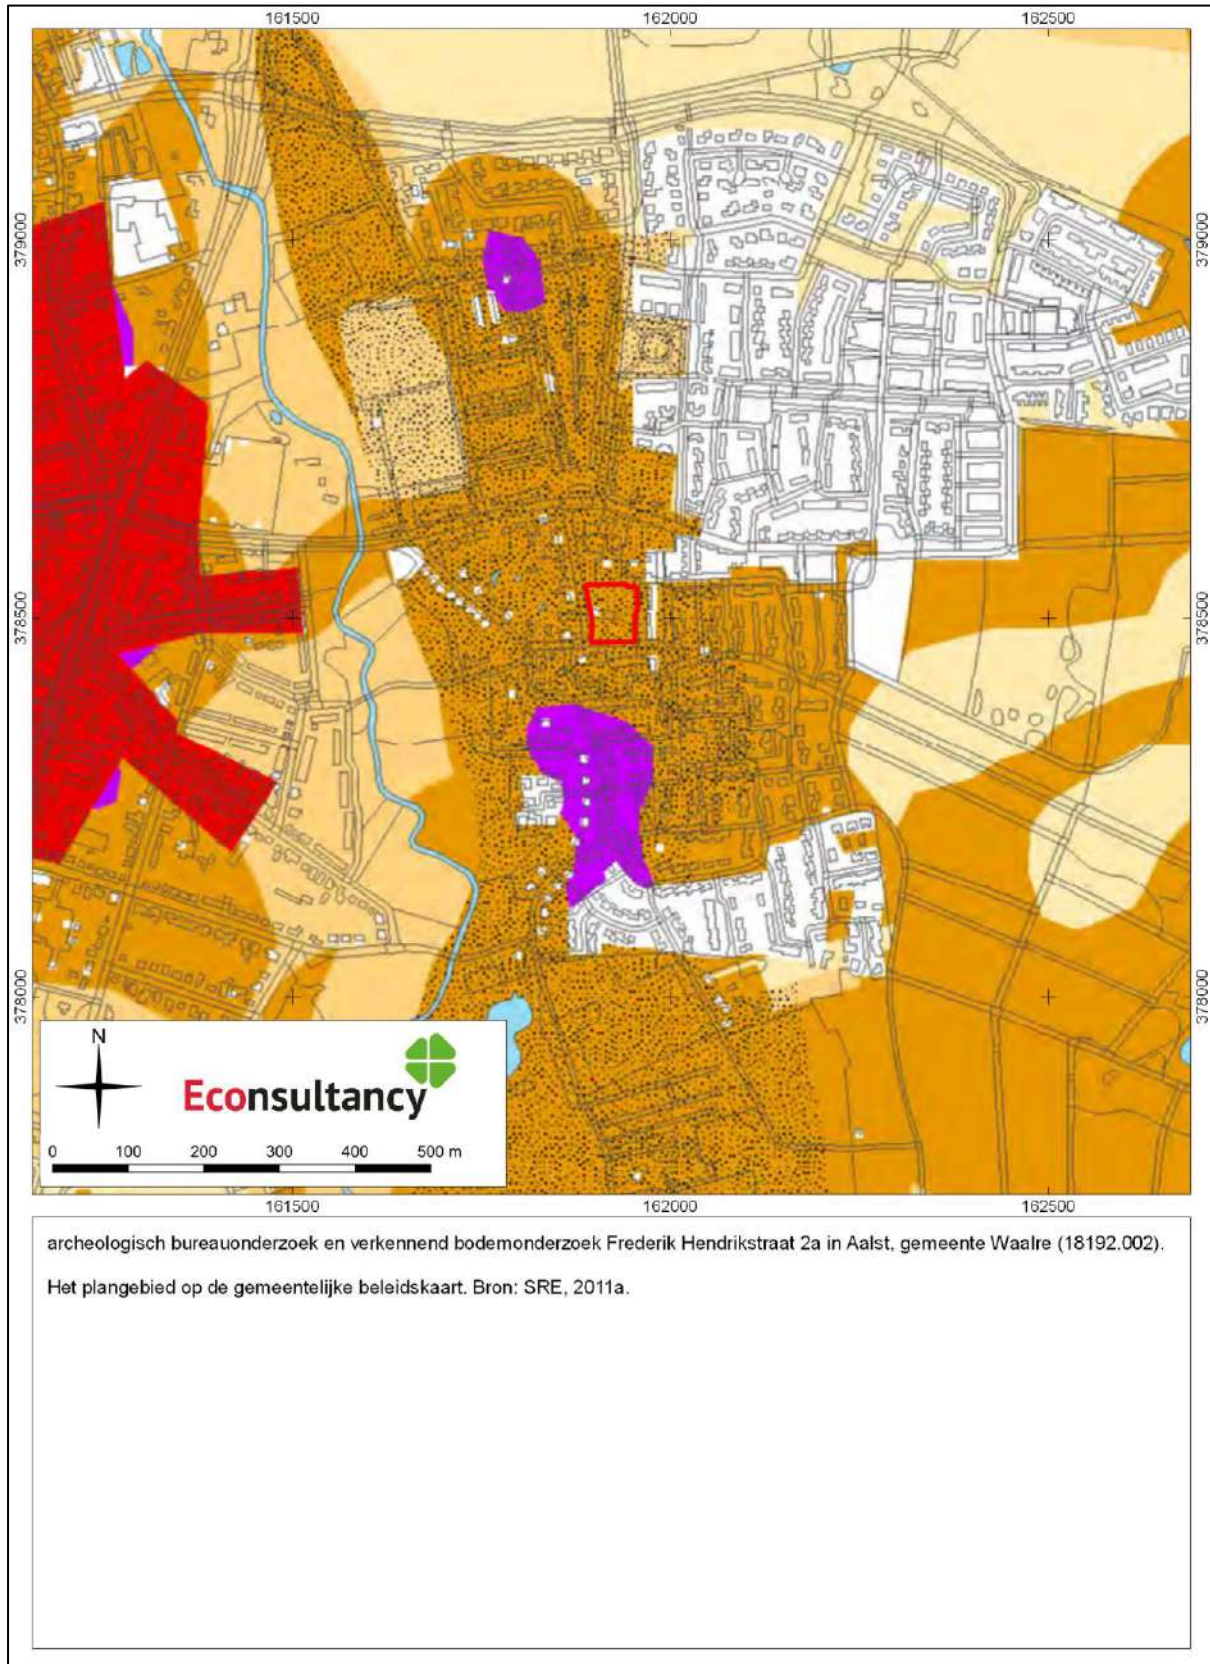 161500 162000 162500
379000 379000
378500 378500
378000 378000
N
Econsultancy
0 100 200 300 400 500 m
161500 162000 162500
archeologisch bureauonderzoek en verkennend bodemonderzoek Frederik Hendrikstraat 2a in Aalst, gemeente Waalre (18192.002).
Het plangebied op de gemeentelijke beleidskaart. Bron: SRE, 2011a.